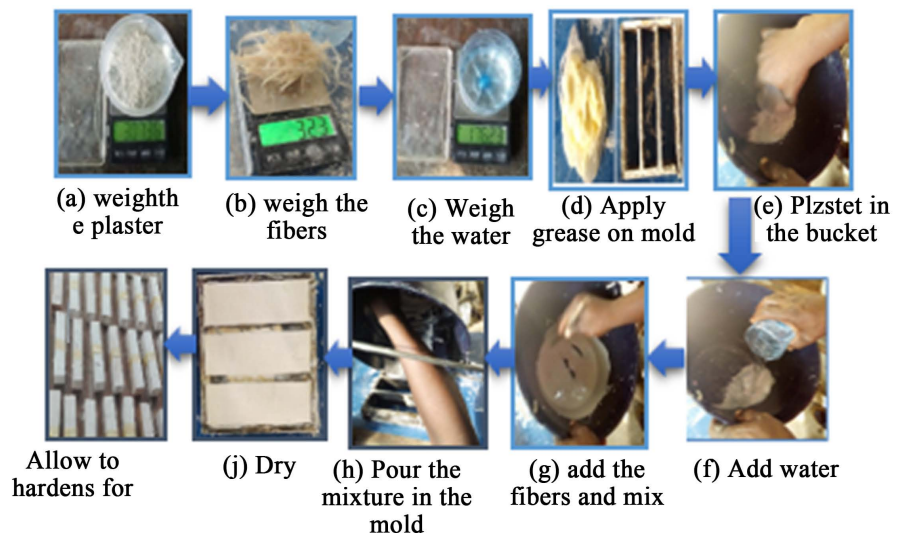 (a) weighth
e plaster
(b) weigh the
fibers
323
(c) Weigh
the water
(d) Apply
grease on mold
(e) Plzstet in
the bucket
(f) Add water
(g) add the
fibers and mix
(h) Pour the
mixture in the
mold
(j) Dry
Allow to
hardens for